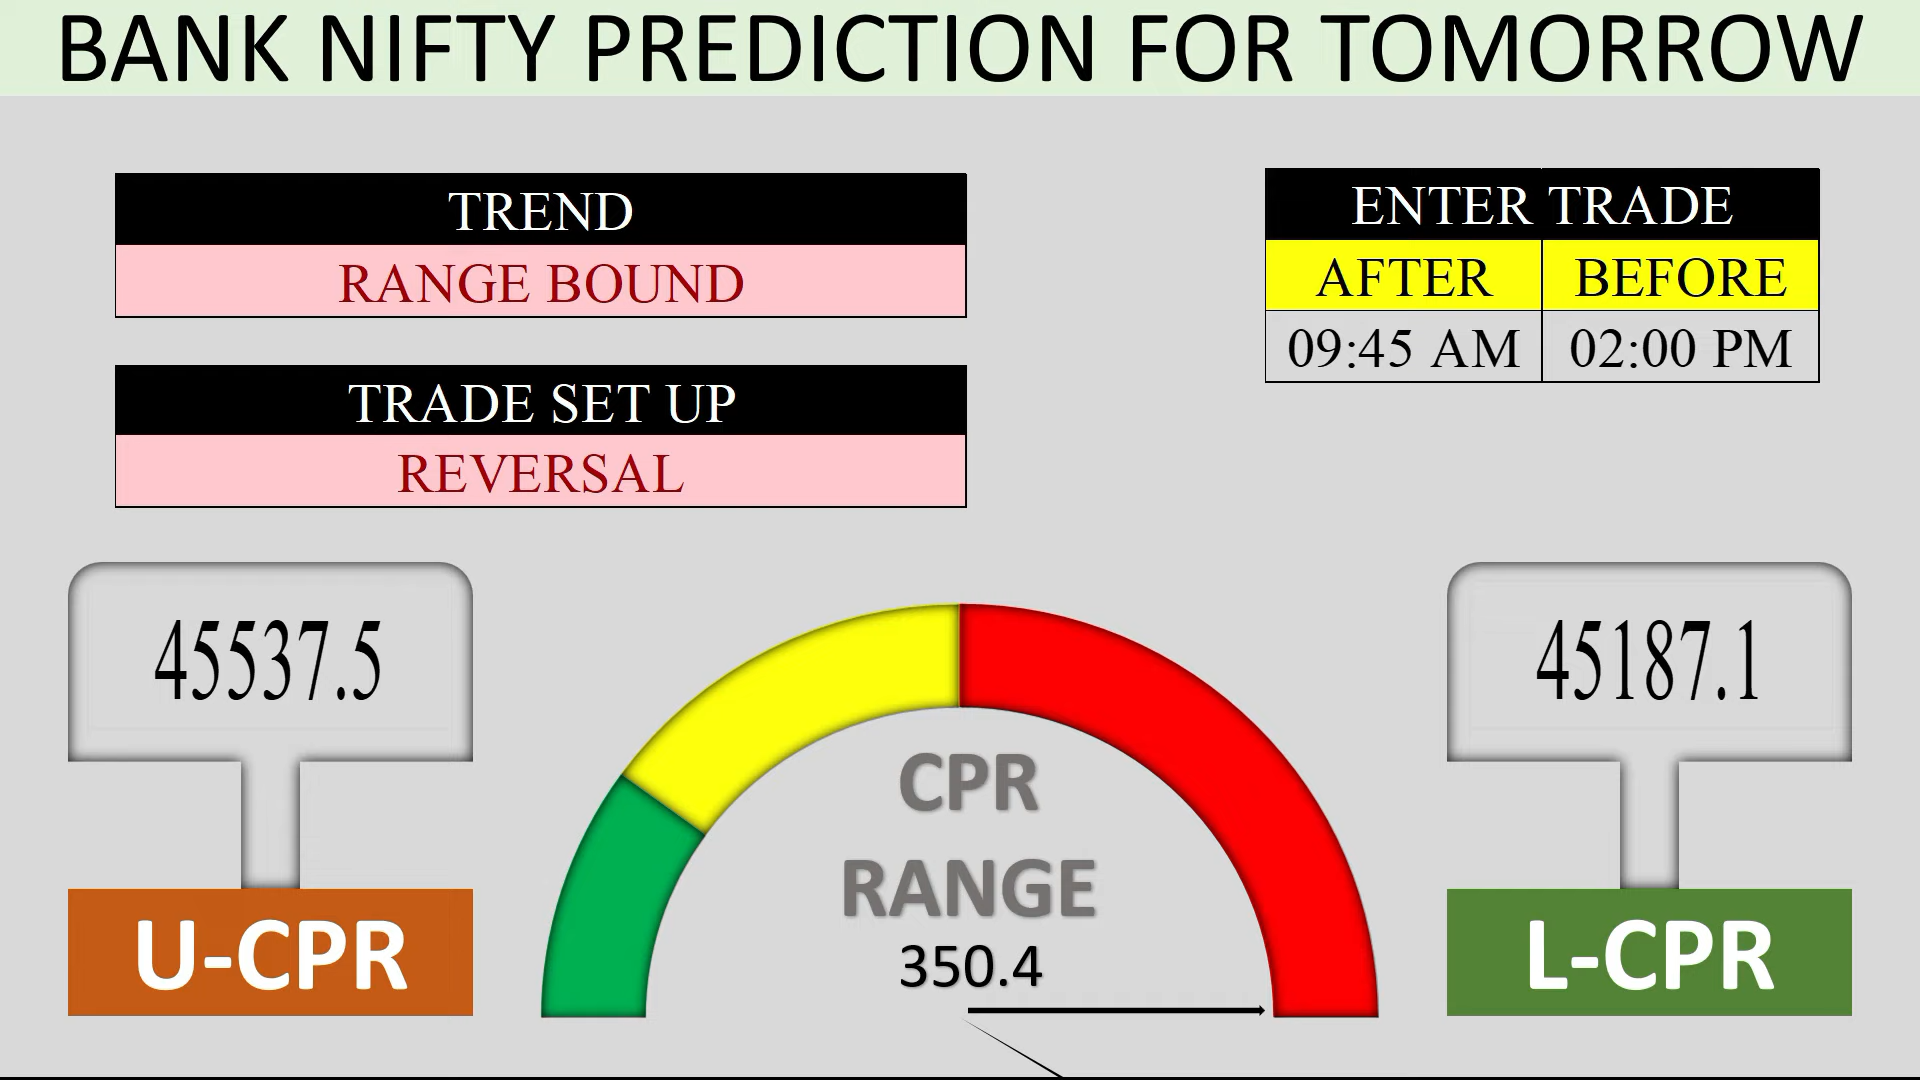 BANK NIFTY PREDICTION FOR TOMORROW
TREND
RANGE BOUND
TRADE SET UP
REVERSAL
ENTER TRADE
AFTER BEFORE
09:45 AM 02:00 PM
45537.5
U-CPR
CPR
RANGE
350.4
45187.1
L-CPR